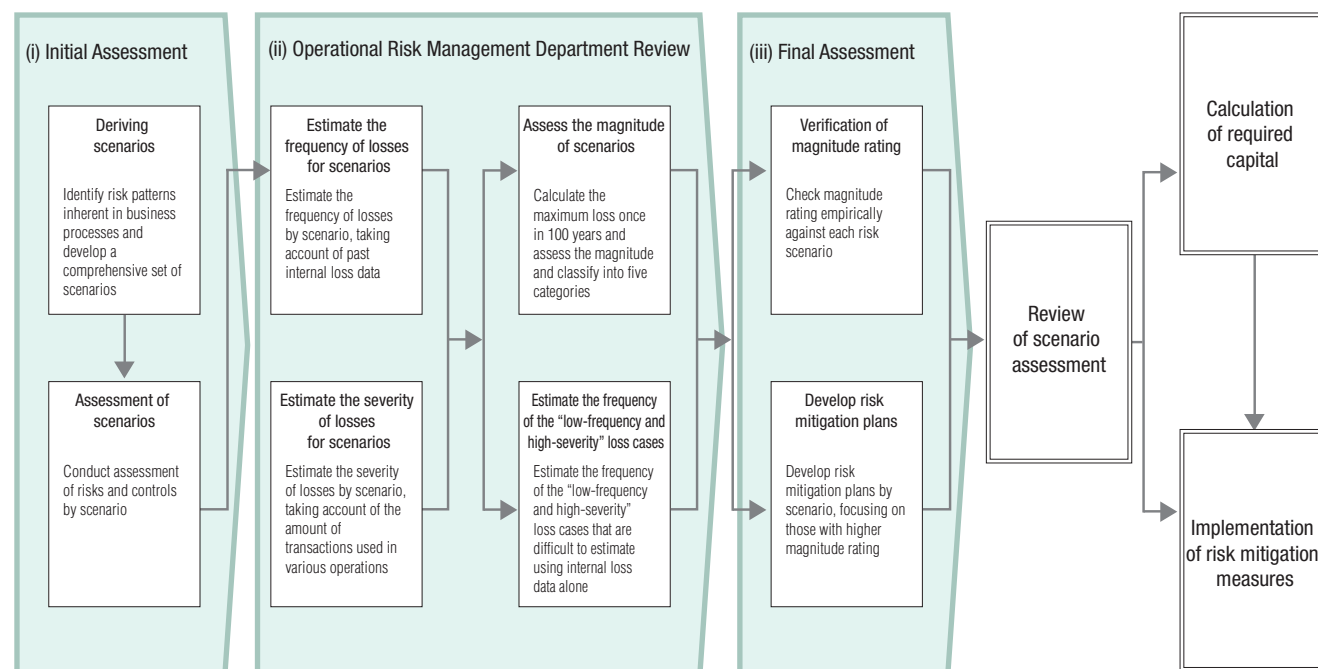 (i) Initial Assessment
Deriving
scenarios
Identify risk patterns
inherent in business
processes and
develop a
comprehensive set of
scenarios
Assessment of
scenarios
Conduct assessment
of risks and controls
by scenario
(ii) Operational Risk Management Department Review
Estimate the
frequency of losses
for scenarios
Estimate the
frequency of losses
by scenario, taking
account of past
internal loss data
Estimate the severity
of losses
for scenarios
Estimate the severity
of losses by scenario,
taking account of the
amount of
transactions used in
various operations
Assess the magnitude
of scenarios
Calculate the
maximum loss once
in 100 years and
assess the magnitude
and classify into five
categories
Estimate the frequency
of the “low-frequency and
high-severity” loss cases
Estimate the frequency
of the “low-frequency
and high-severity”
loss cases that are
difficult to estimate
using internal loss
data alone
(iii) Final Assessment
Verification of
magnitude rating
Check magnitude
rating empirically
against each risk
scenario
Develop risk
mitigation plans
Develop risk
mitigation plans by
scenario, focusing on
those with higher
magnitude rating
Review
of scenario
assessment
Calculation
of required
capital
Implementation
of risk mitigation
measures